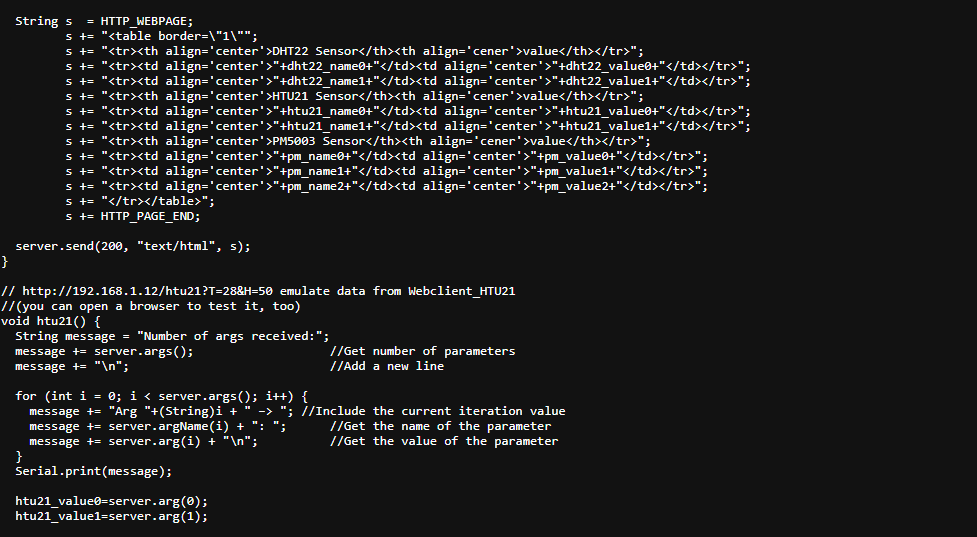 String s  = HTTP_WEBPAGE;
s += "<table border=\"1\"";
s += "<tr><th align='center'>DHT22 Sensor</th><th align='cener'>value</th></tr>";
s += "<tr><td align='center'>"+dht22_name0+"</td><td align='center'>"+dht22_value0+"</td></tr>";
s += "<tr><td align='center'>"+dht22_name1+"</td><td align='center'>"+dht22_value1+"</td></tr>";
s += "<tr><th align='center'>HTU21 Sensor</th><th align='cener'>value</th></tr>";
s += "<tr><td align='center'>"+htu21_name0+"</td><td align='center'>"+htu21_value0+"</td></tr>";
s += "<tr><td align='center'>"+htu21_name1+"</td><td align='center'>"+htu21_value1+"</td></tr>";
s += "<tr><th align='center'>PM5003 Sensor</th><th align='cener'>value</th></tr>";
s += "<tr><td align='center'>"+pm_name0+"</td><td align='center'>"+pm_value0+"</td></tr>";
s += "<tr><td align='center'>"+pm_name1+"</td><td align='center'>"+pm_value1+"</td></tr>";
s += "<tr><td align='center'>"+pm_name2+"</td><td align='center'>"+pm_value2+"</td></tr>";
s += "</tr></table>";
s += HTTP_PAGE_END;
server.send(200, "text/html", s);
}
// http://192.168.1.12/htu21?T=28&H=50 emulate data from Webclient_HTU21
//(you can open a browser to test it, too)
void htu21() {
String message = "Number of args received:";
message += server.args();                   //Get number of parameters
message += "\n";                            //Add a new line
for (int i = 0; i < server.args(); i++) {
message += "Arg "+(String)i + " -> "; //Include the current iteration value
message += server.argName(i) + ": ";      //Get the name of the parameter
message += server.arg(i) + "\n";          //Get the value of the parameter
}
Serial.print(message);
htu21_value0=server.arg(0);
htu21_value1=server.arg(1);